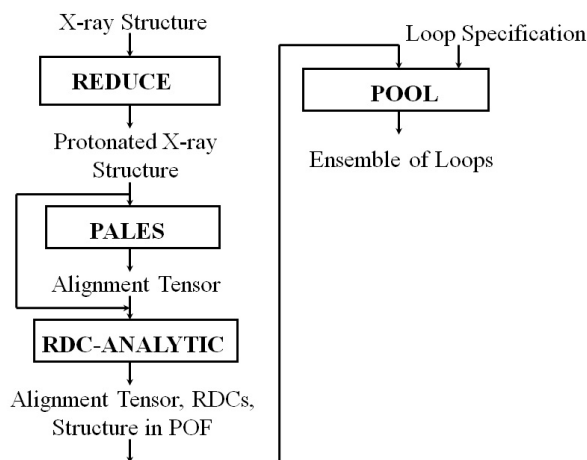 X-ray Structure
REDUCE
Protonated X-ray
Structure
PALES
Alignment Tensor
RDC-ANALYTIC
Alignment Tensor, RDCs,
Structure in POF
Loop Specification
POOL
Ensemble of Loops